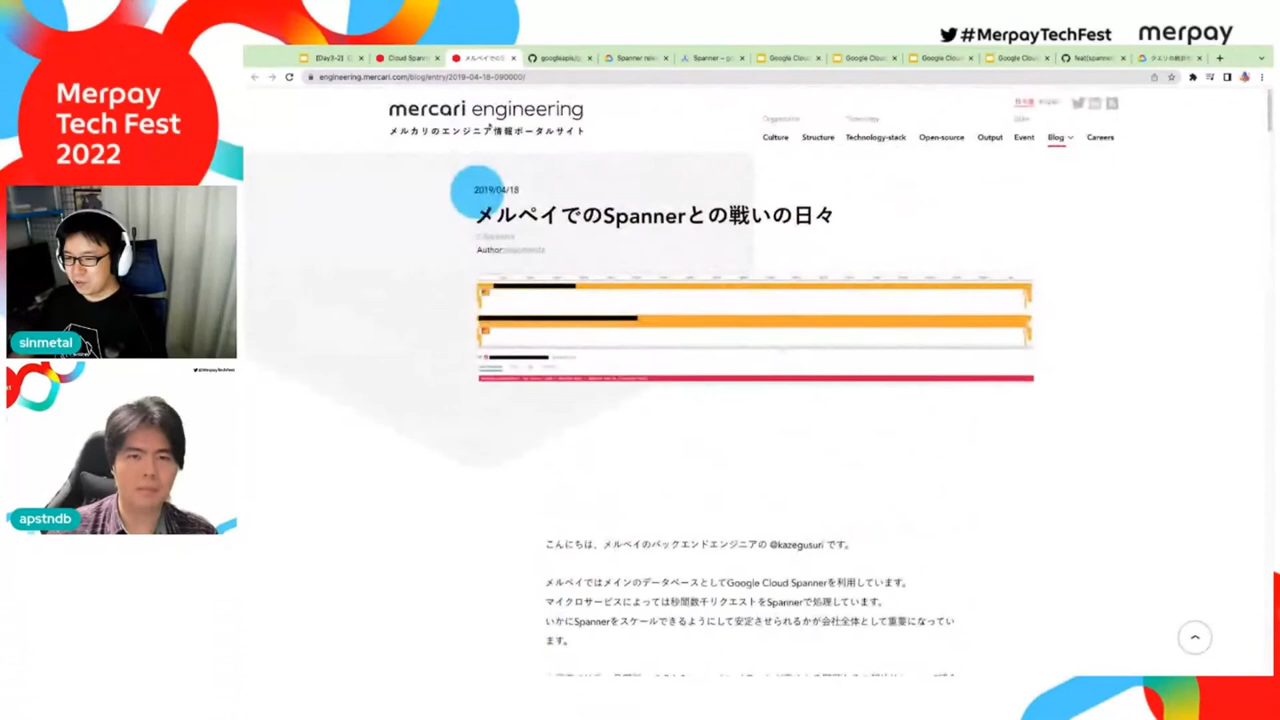 #MerpayTechFest
merpay
Merpay
Tech Fest
2022
sinmetal
apstndb
engineering.mercari.com/blog/entry/2019-04-18-090000/
mercari engineering
メルカリのエンジニア情報ポータルサイト
Culture Structure Technology-stack Open-source Output Event Blog Careers
2019/04/18
メルペイでのSpannerとの戦いの日々
Author:
こんにちは、メルペイのバックエンドエンジニアの @kazegusuri です。
メルペイではメインのデータベースとしてGoogle Cloud Spannerを利用しています。
マイクロサービスによっては秒間数千リクエストをSpannerで処理しています。
いかにSpannerをスケールできるようにして安定させられるかが会社全体として重要になってい
ます。